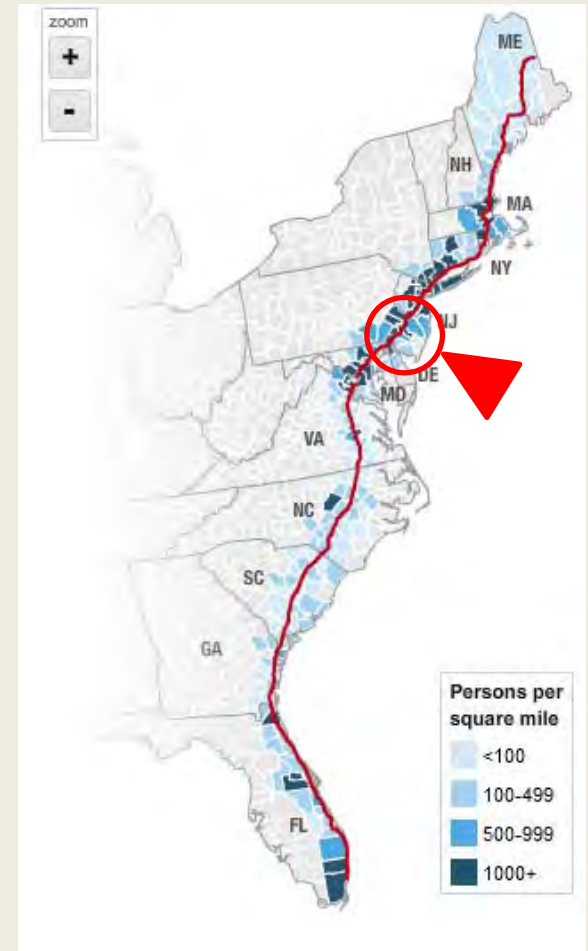 zoom
+
-
ME
NH
MA
NY
NJ
DE
MD
VA
NC
SC
GA
FL
Persons per
square mile
<100
100-499
500-999
1000+